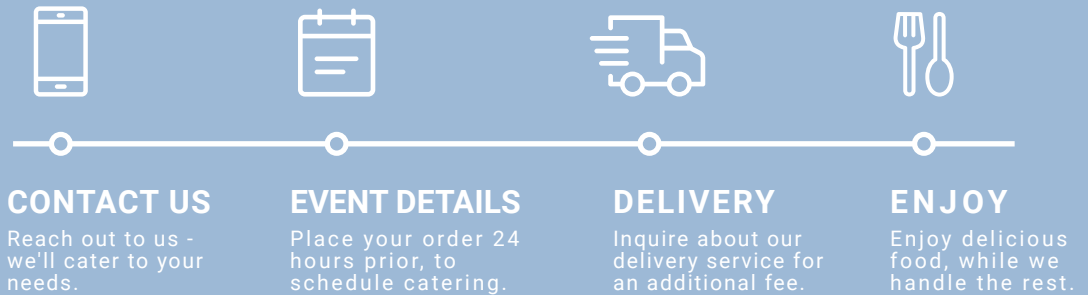 CONTACT US
Reach out to us -
we'll cater to your
needs.
EVENT DETAILS
Place your order 24
hours prior, to
schedule catering.
DELIVERY
Inquire about our
delivery service for
an additional fee.
ENJOY
Enjoy delicious
food, while we
handle the rest.